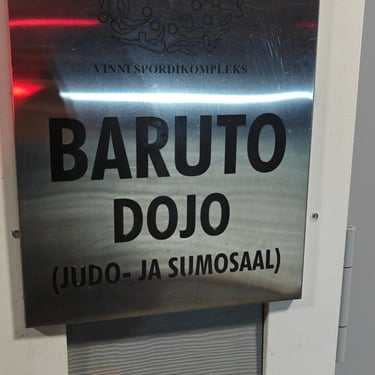 VINNI SPORDIKOMPLEKS
BARUTO
DOJO
(JUDO- JA SUMOSAAL)